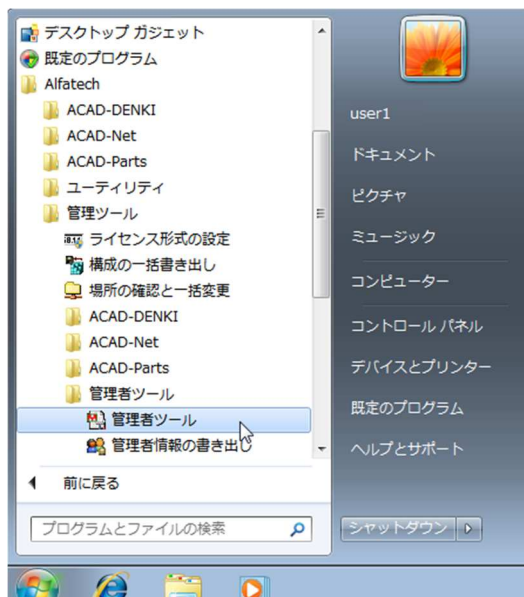 デスクトップ ガジェット
既定のプログラム
Alfatech
ACAD-DENKI
ACAD-Net
ACAD-Parts
ユーティリティ
管理ツール
ライセンス形式の設定
構成の一括書き出し
場所の確認と一括変更
ACAD-DENKI
ACAD-Net
ACAD-Parts
管理者ツール
管理者ツール
管理者情報の書き出し
前に戻る
プログラムとファイルの検索
user1
ドキュメント
ピクチャ
ミュージック
コンピューター
コントロール パネル
デバイスとプリンター
既定のプログラム
ヘルプとサポート
シャットダウン